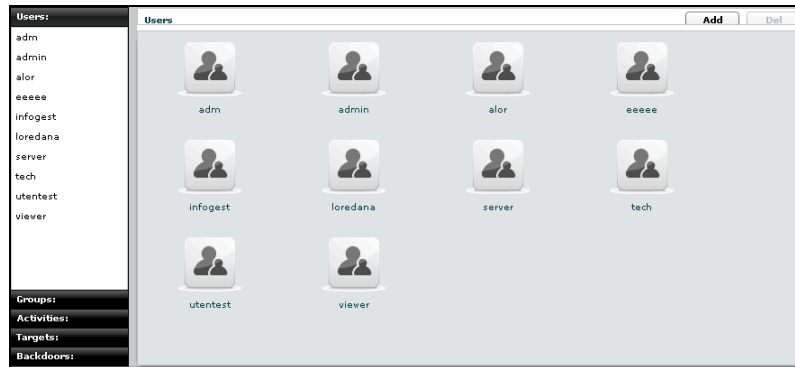 Users:
adm
admin
alor
eeeee
infogest
loredana
server
tech
utentest
viewer
Groups:
Activities:
Targets:
Backdoors:
Users
Add
Del
adm
admin
alor
eeeee
infogest
loredana
server
tech
utentest
viewer